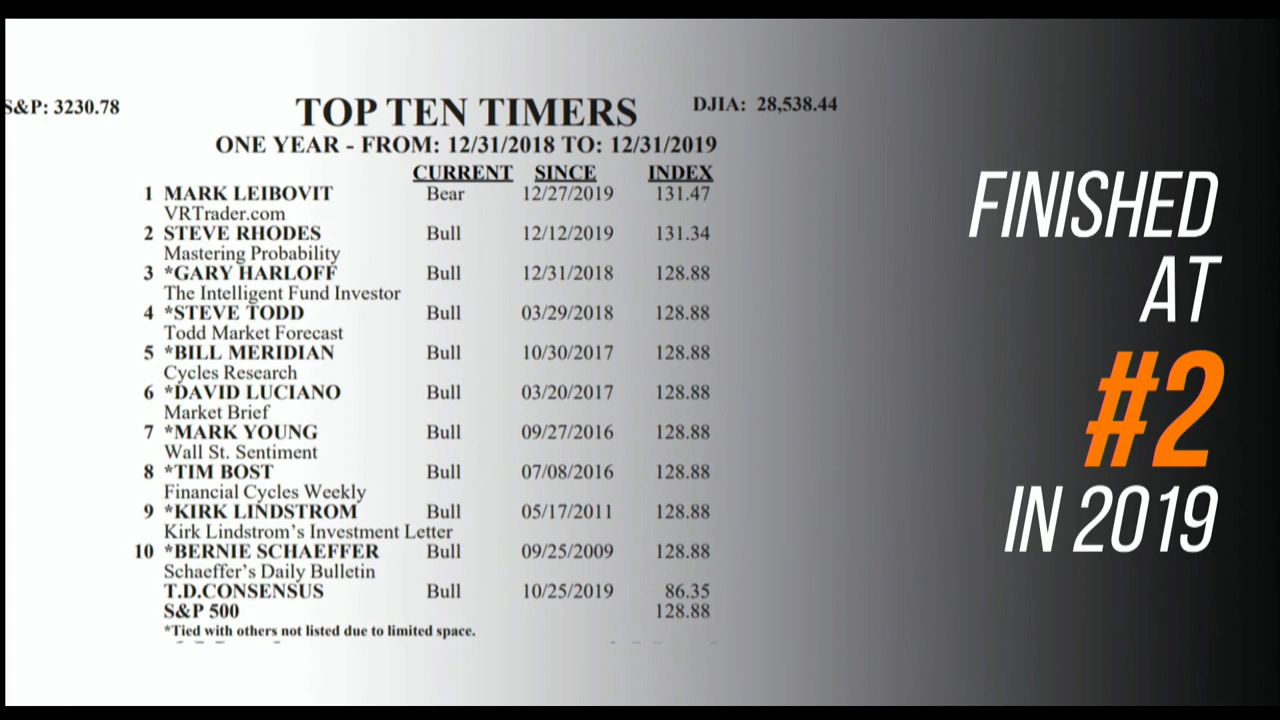 S&P: 3230.78
TOP TEN TIMERS
DJIA: 28,538.44
ONE YEAR - FROM: 12/31/2018 TO: 12/31/2019
CURRENT SINCE INDEX
1 MARK LEIBOVIT Bear 12/27/2019 131.47
VRTrader.com
2 STEVE RHODES Bull 12/12/2019 131.34
Mastering Probability
3 *GARY HARLOFF Bull 12/31/2018 128.88
The Intelligent Fund Investor
4 *STEVE TODD Bull 03/29/2018 128.88
Todd Market Forecast
5 *BILL MERIDIAN Bull 10/30/2017 128.88
Cycles Research
6 *DAVID LUCIANO Bull 03/20/2017 128.88
Market Brief
7 *MARK YOUNG Bull 09/27/2016 128.88
Wall St. Sentiment
8 *TIM BOST Bull 07/08/2016 128.88
Financial Cycles Weekly
9 *KIRK LINDSTROM Bull 05/17/2011 128.88
Kirk Lindstrom's Investment Letter
10 *BERNIE SCHAEFFER Bull 09/25/2009 128.88
Schaeffer's Daily Bulletin
T.D.CONSENSUS Bull 10/25/2019 86.35
S&P 500 128.88
*Tied with others not listed due to limited space.
FINISHED
AT
#2
IN 2019